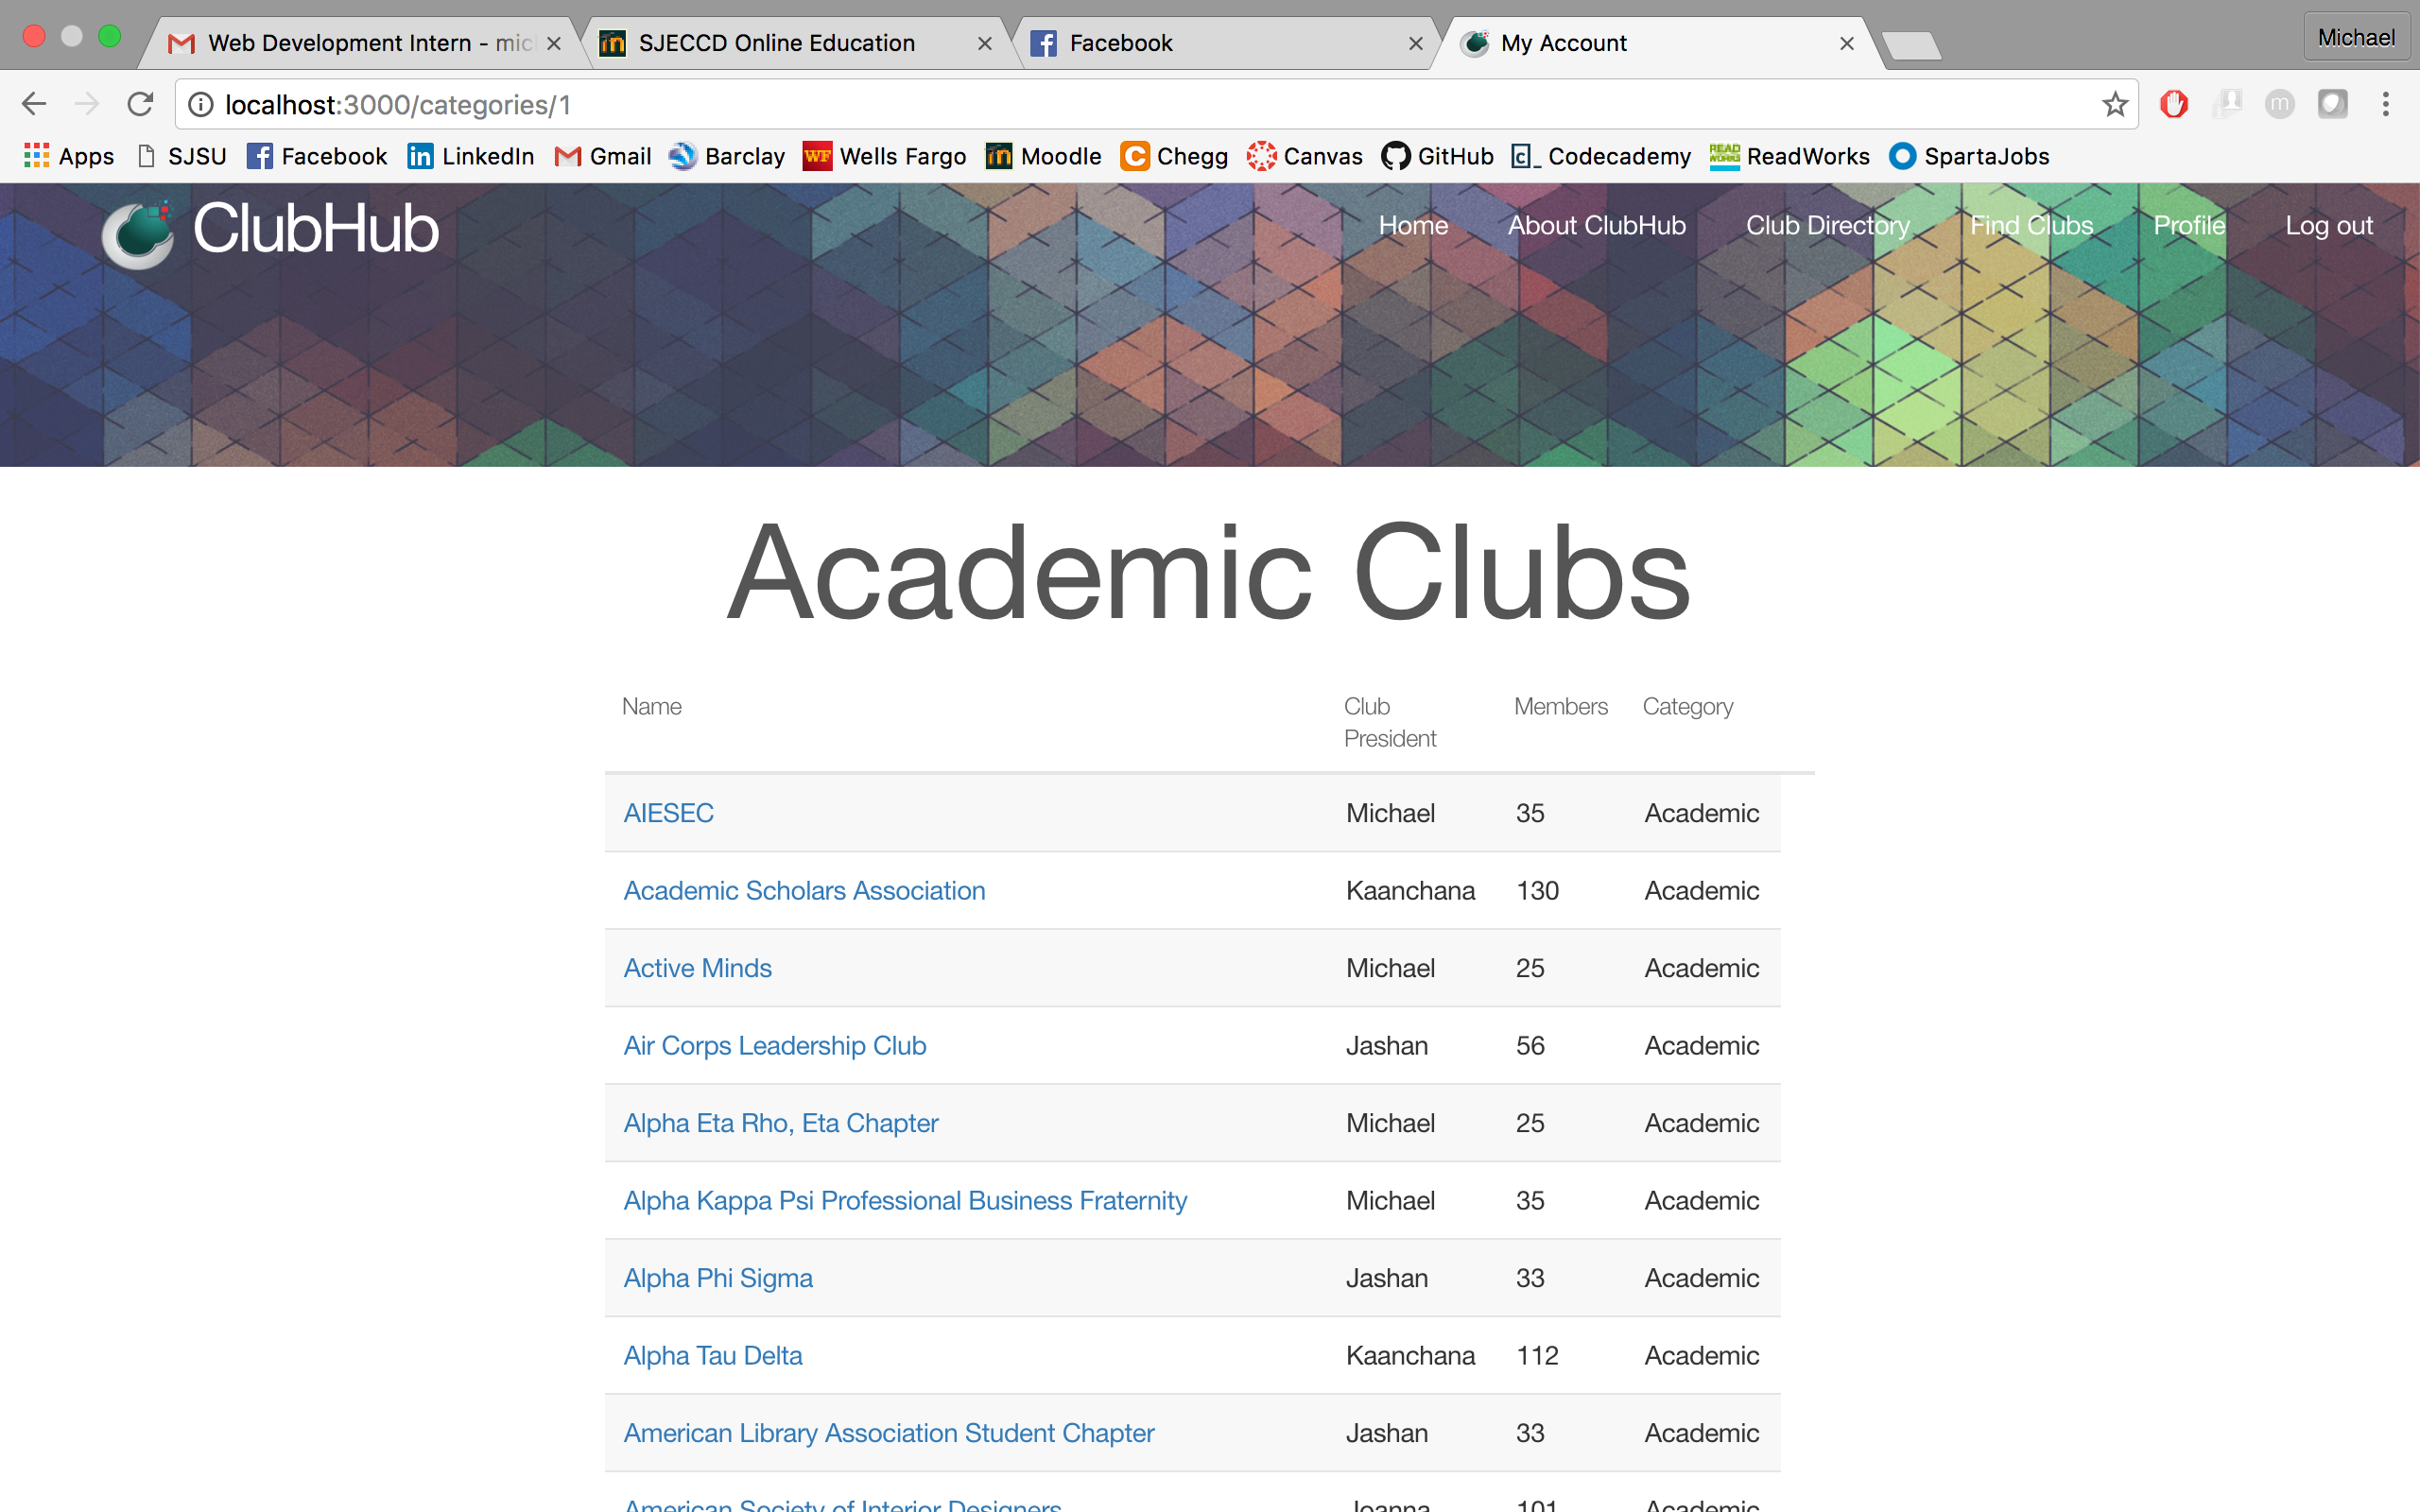 Web Development Intern - mic
SJECCD Online Education
Facebook
My Account
Michael
localhost:3000/categories/1
Apps SJSU Facebook LinkedIn Gmail Barclay Wells Fargo Moodle Chegg Canvas GitHub Codecademy ReadWorks SpartaJobs
ClubHub
Home About ClubHub Club Directory Find Clubs Profile Log out
Academic Clubs
Name Club President Members Category
AIESEC Michael 35 Academic
Academic Scholars Association Kaanchana 130 Academic
Active Minds Michael 25 Academic
Air Corps Leadership Club Jashan 56 Academic
Alpha Eta Rho, Eta Chapter Michael 25 Academic
Alpha Kappa Psi Professional Business Fraternity Michael 35 Academic
Alpha Phi Sigma Jashan 33 Academic
Alpha Tau Delta Kaanchana 112 Academic
American Library Association Student Chapter Jashan 33 Academic
American Society of Interior Designers Joanna 101 Academic